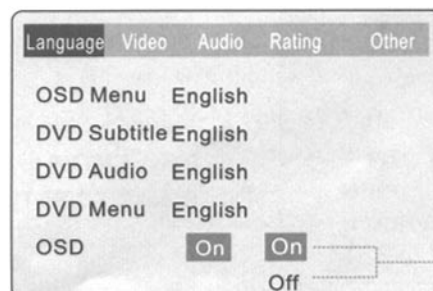 Language Video Audio Rating Other
OSD Menu English
DVD Subtitle English
DVD Audio English
DVD Menu English
OSD On On
Off